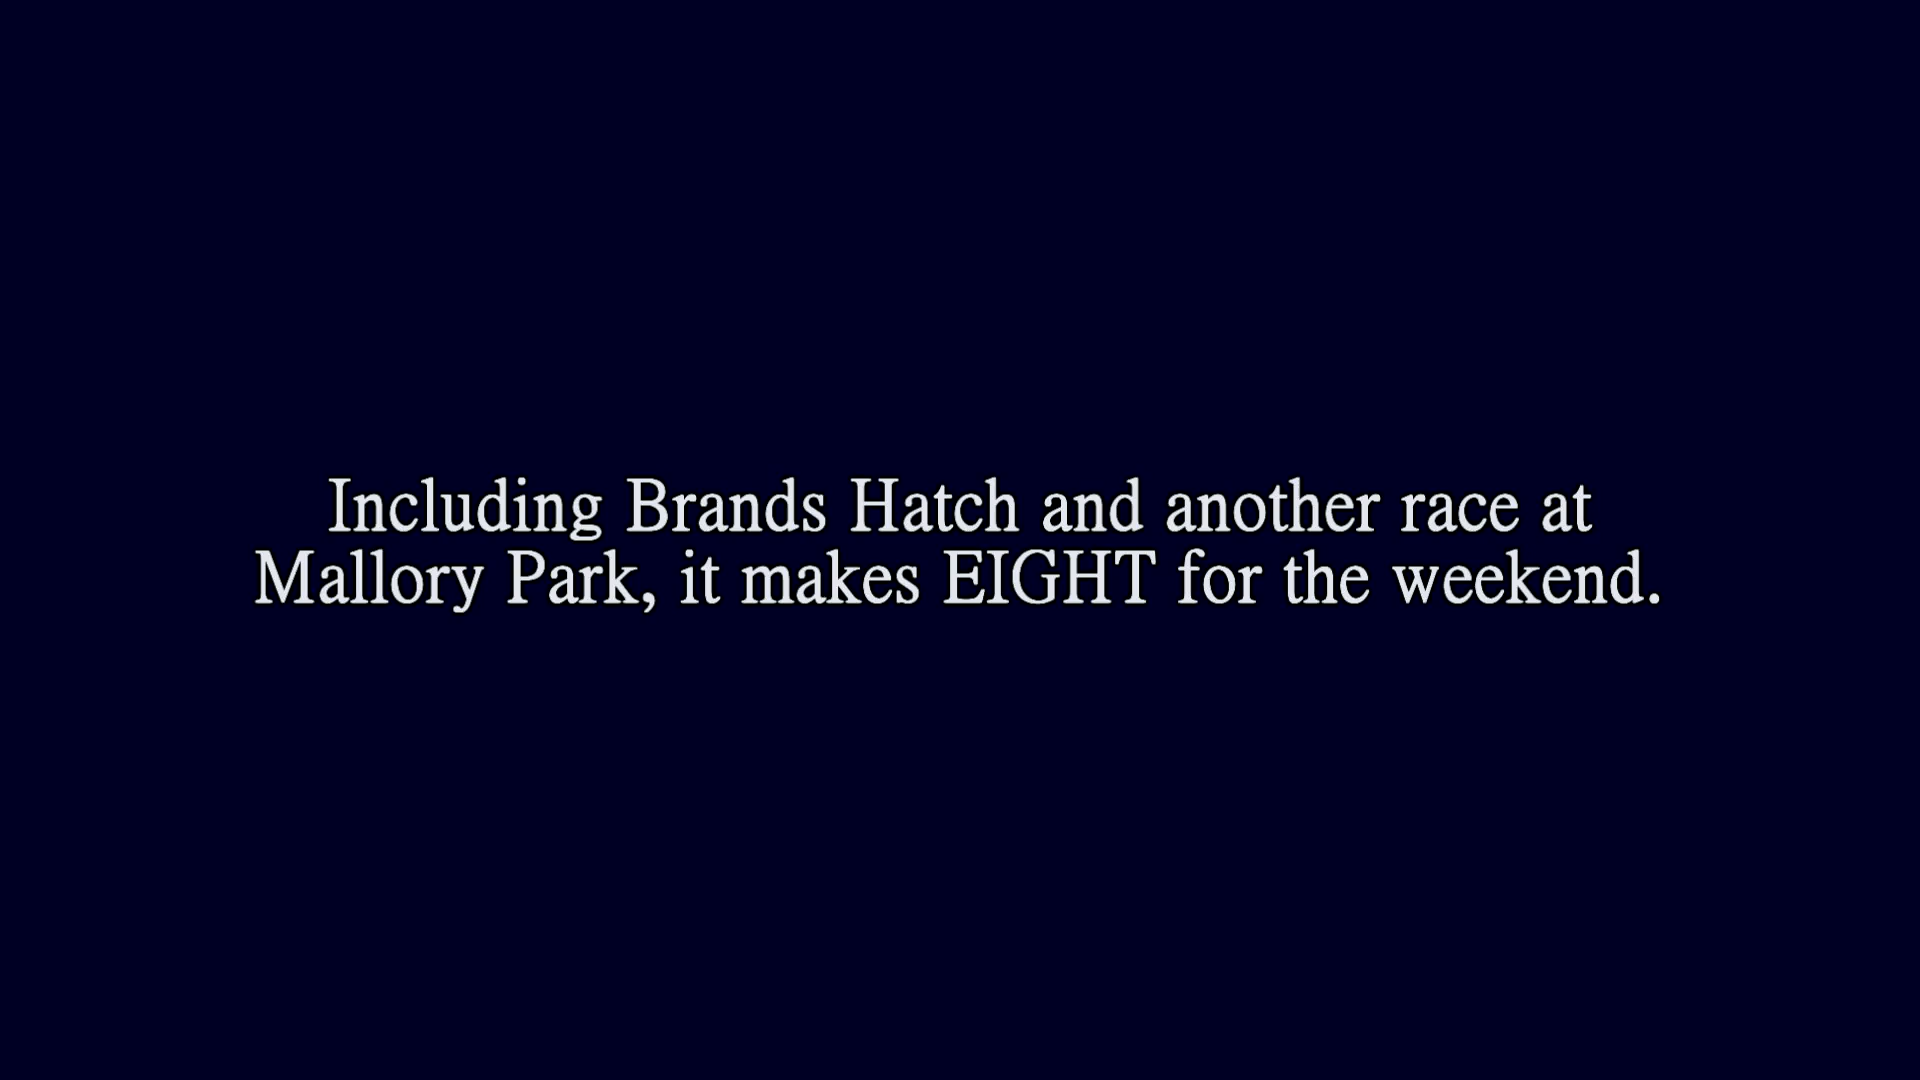 Including Brands Hatch and another race at
Mallory Park, it makes EIGHT for the weekend.